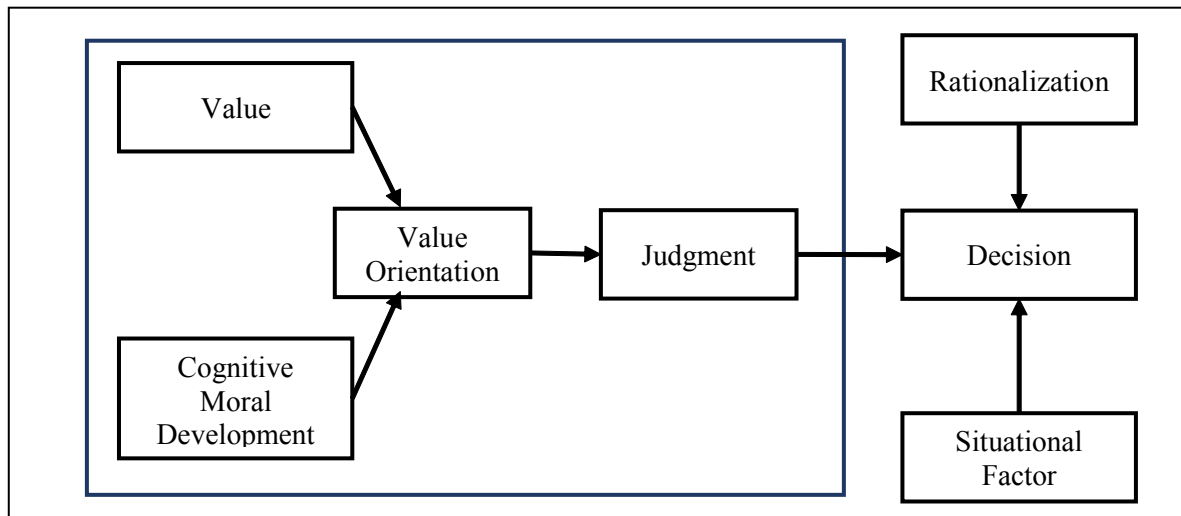 Value
Rationalization
Value
Orientation
Judgment
Decision
Cognitive
Moral
Development
Situational
Factor